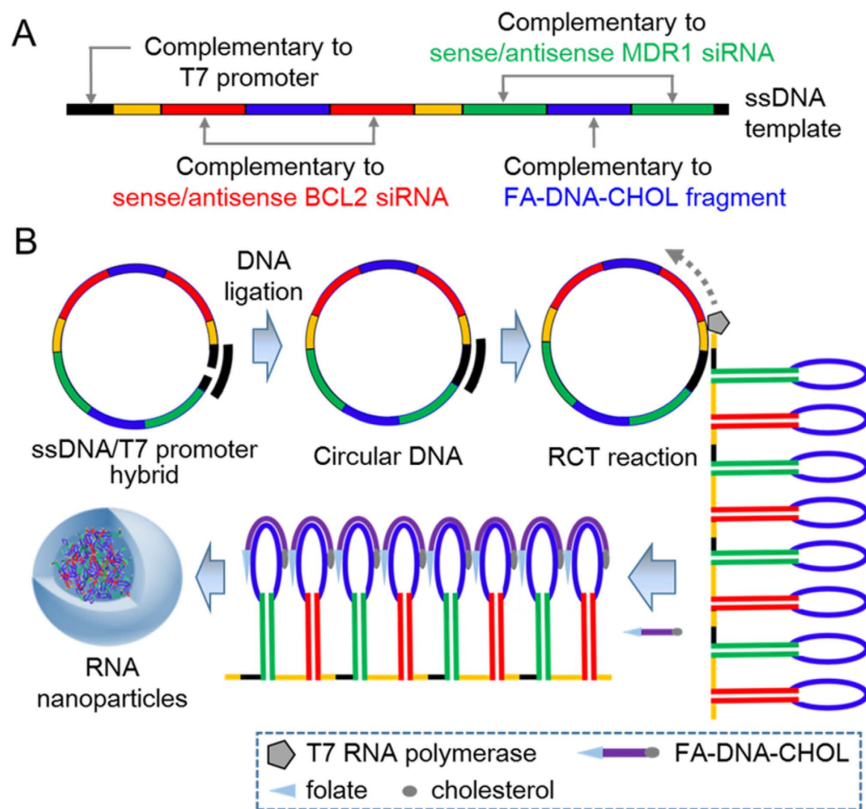 A
Complementary to
T7 promoter
Complementary to
sense/antisense MDR1 siRNA
ssDNA
template
Complementary to
sense/antisense BCL2 siRNA
Complementary to
FA-DNA-CHOL fragment
B
DNA
ligation
ssDNA/T7 promoter
hybrid
Circular DNA
RCT reaction
RNA
nanoparticles
T7 RNA polymerase
FA-DNA-CHOL
folate
cholesterol